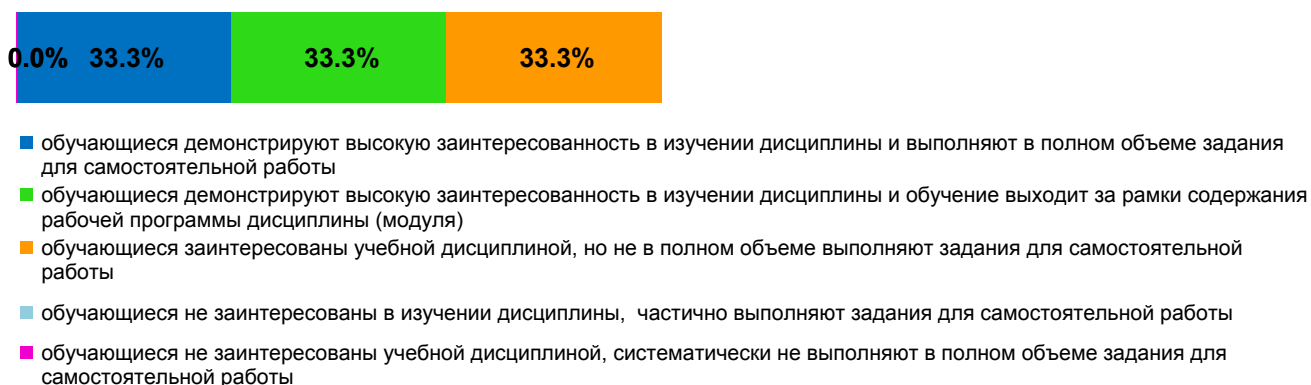 0.0% 33.3% 33.3% 33.3%
обучающиеся демонстрируют высокую заинтересованность в изучении дисциплины и выполняют в полном объеме задания
для самостоятельной работы
обучающиеся демонстрируют высокую заинтересованность в изучении дисциплины и обучение выходит за рамки содержания
рабочей программы дисциплины (модуля)
обучающиеся заинтересованы учебной дисциплиной, но не в полном объеме выполняют задания для самостоятельной
работы
обучающиеся не заинтересованы в изучении дисциплины, частично выполняют задания для самостоятельной работы
обучающиеся не заинтересованы учебной дисциплиной, систематически не выполняют в полном объеме задания для
самостоятельной работы